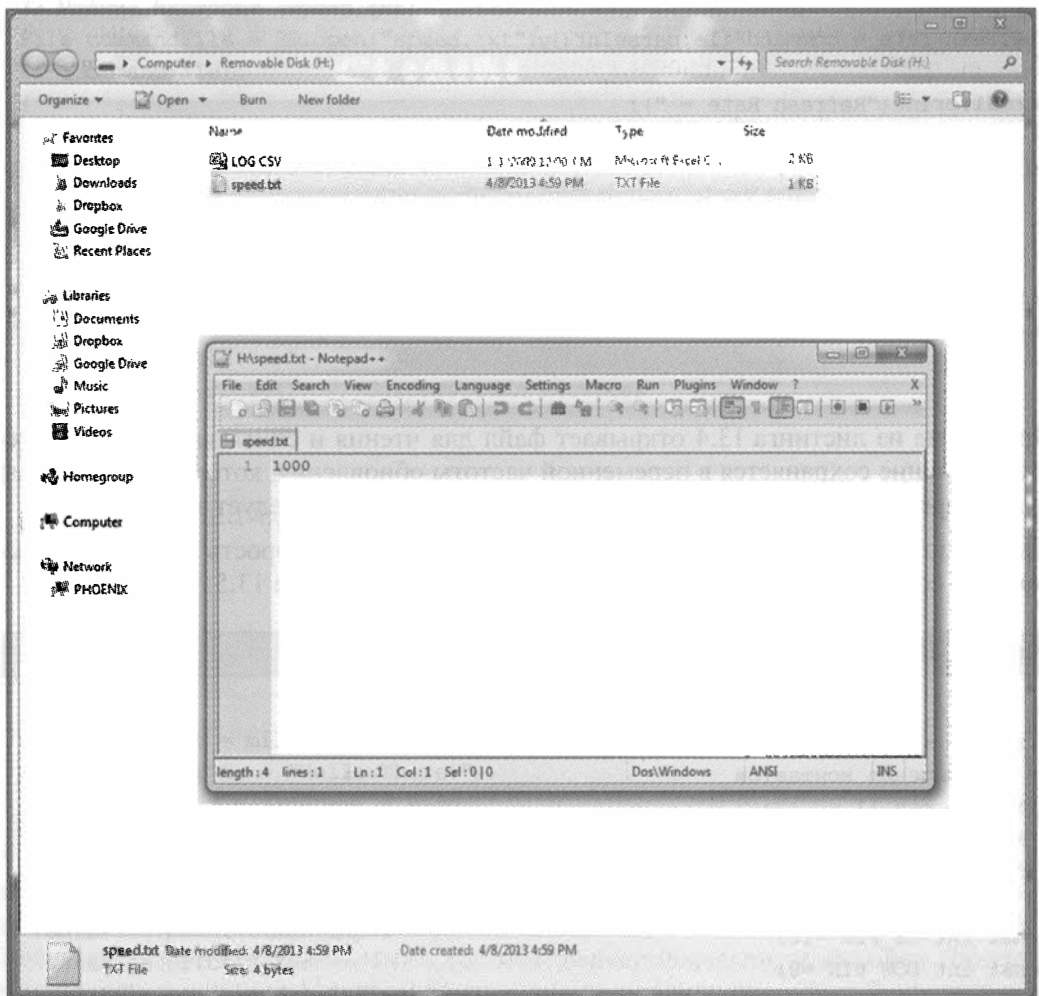 Computer ▸ Removable Disk (H:)
Search Removable Disk (H:)
Organize Open Burn New folder
Name Date modified Type Size
LOG CSV 2 KB
speed.txt 4/8/2013 4:59 PM TXT File 1 KB
Favorites
Desktop
Downloads
Dropbox
Google Drive
Recent Places
Libraries
Documents
Dropbox
Google Drive
Music
Pictures
Videos
Homegroup
Computer
Network
PHOENIX
H:\speed.txt - Notepad++
File Edit Search View Encoding Language Settings Macro Run Plugins Window ? X
speed.txt
1 1000
length : 4 lines : 1 Ln : 1 Col : 1 Sel : 0 | 0 Dos\Windows ANSI INS
speed.txt Date modified: 4/8/2013 4:59 PM Date created: 4/8/2013 4:59 PM
TXT File Size: 4 bytes